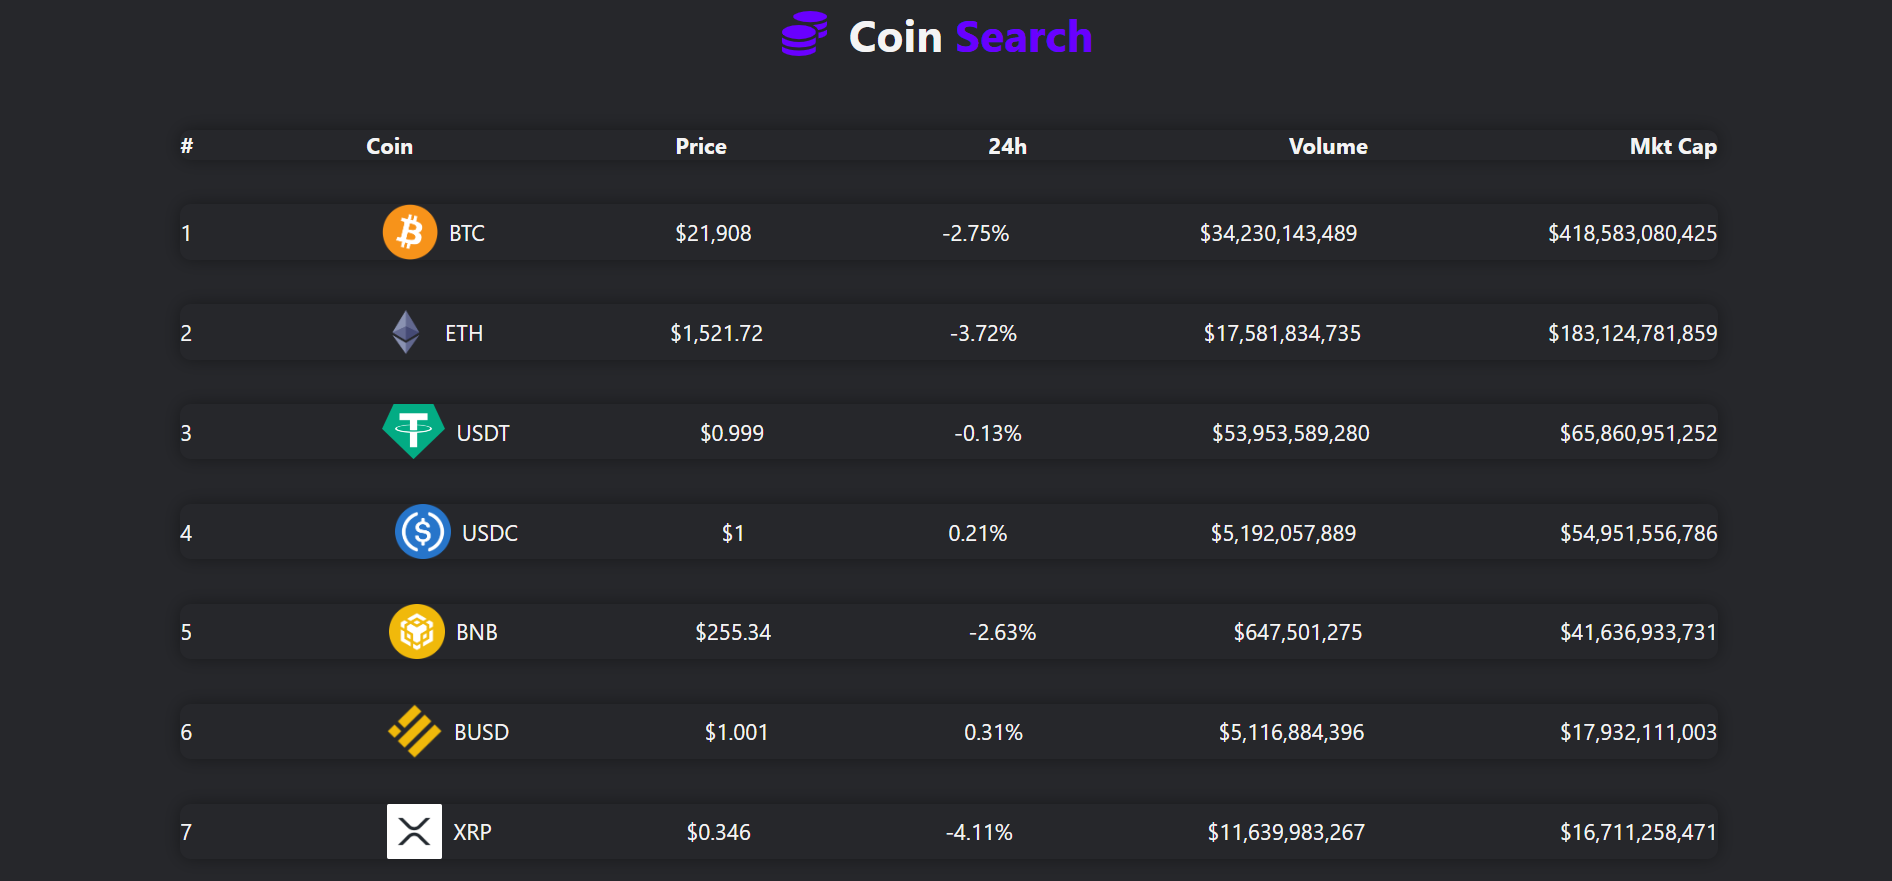 Coin Search
# Coin Price 24h Volume Mkt Cap
1 BTC $21,908 -2.75% $34,230,143,489 $418,583,080,425
2 ETH $1,521.72 -3.72% $17,581,834,735 $183,124,781,859
3 USDT $0.999 -0.13% $53,953,589,280 $65,860,951,252
4 USDC $1 0.21% $5,192,057,889 $54,951,556,786
5 BNB $255.34 -2.63% $647,501,275 $41,636,933,731
6 BUSD $1.001 0.31% $5,116,884,396 $17,932,111,003
7 XRP $0.346 -4.11% $11,639,983,267 $16,711,258,471